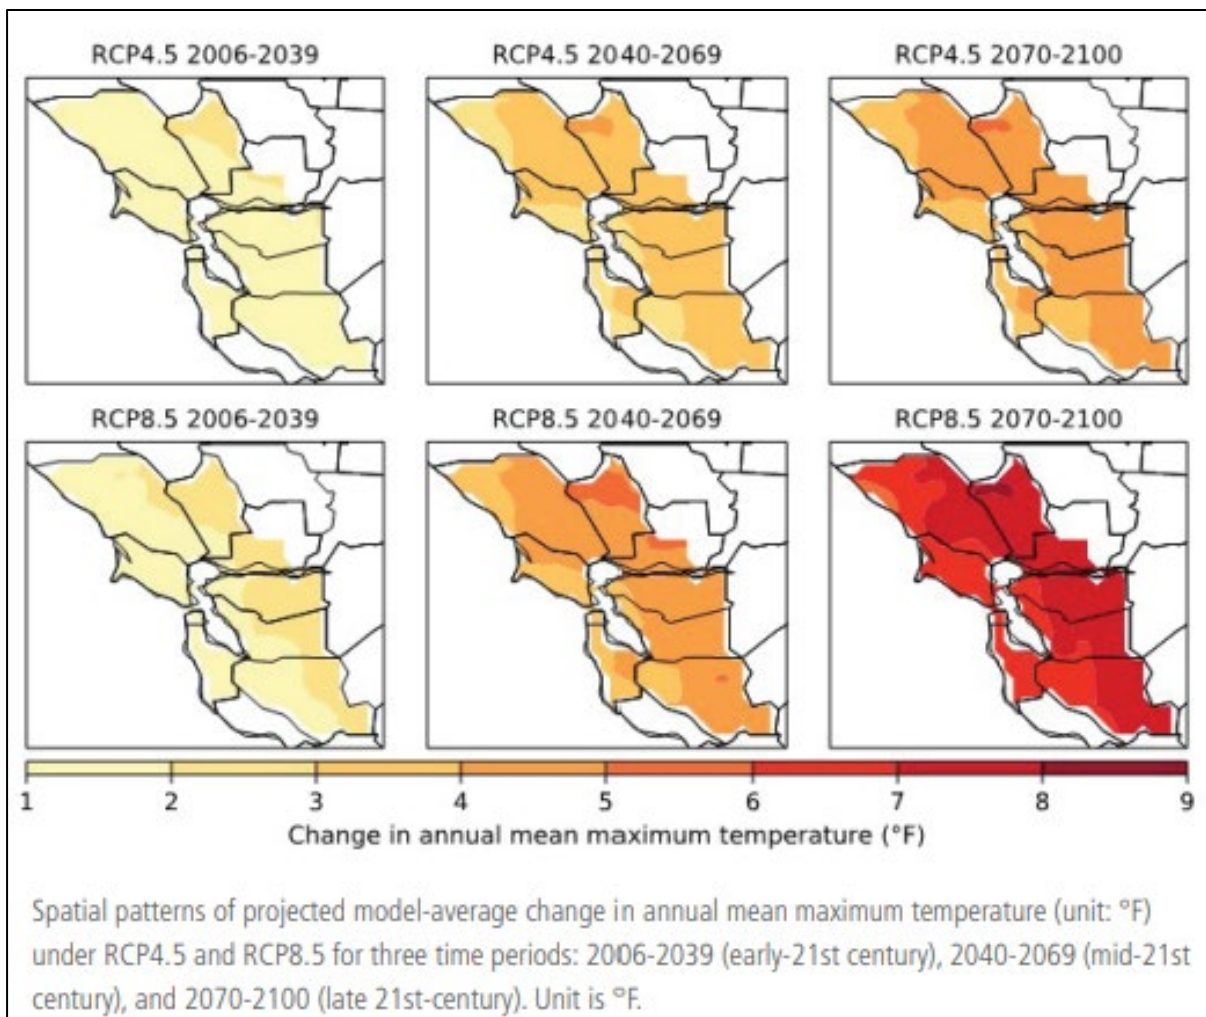 RCP4.5 2006-2039 RCP4.5 2040-2069 RCP4.5 2070-2100
RCP8.5 2006-2039 RCP8.5 2040-2069 RCP8.5 2070-2100
1 2 3 4 5 6 7 8 9
Change in annual mean maximum temperature (°F)
Spatial patterns of projected model-average change in annual mean maximum temperature (unit: °F)
under RCP4.5 and RCP8.5 for three time periods: 2006-2039 (early-21st century), 2040-2069 (mid-21st
century), and 2070-2100 (late 21st-century). Unit is °F.